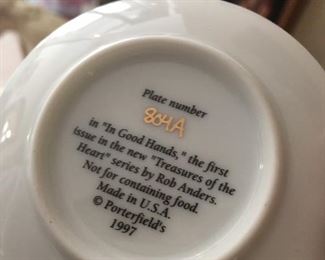 Plate number
804A
in "In Good Hands," the first
issue in the new "Treasures of the
Heart" series by Rob Anders.
Not for containing food.
Made in U.S.A.
© Porterfield's
1997